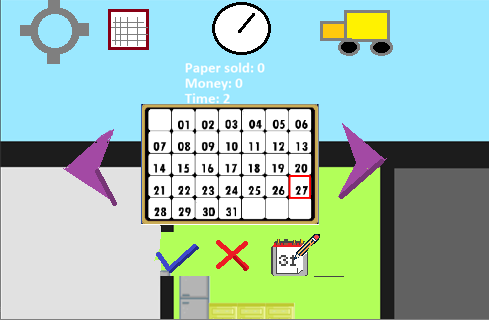 Paper sold: 0
Money: 0
Time: 2
01 02 03 04 05 06
07 08 09 10 11 12 13
14 15 16 17 18 19 20
21 22 23 24 25 26 27
28 29 30 31
31